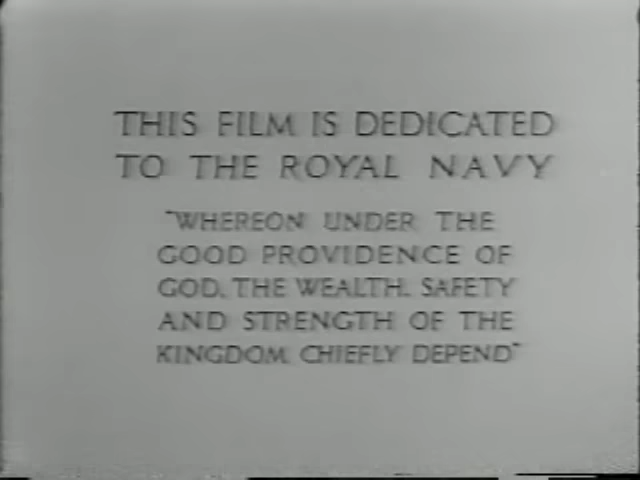 THIS FILM IS DEDICATED
TO THE ROYAL NAVY
"WHEREON UNDER THE
GOOD PROVIDENCE OF
GOD, THE WEALTH, SAFETY
AND STRENGTH OF THE
KINGDOM CHIEFLY DEPEND"